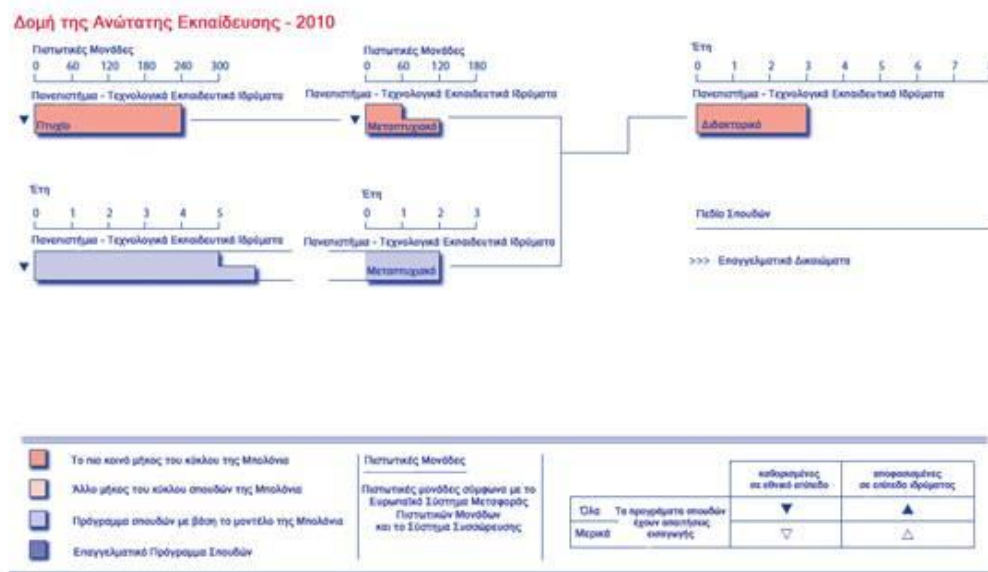 Δομή της Ανώτατης Εκπαίδευσης - 2010
Πιστωτικές Μονάδες
0 60 120 180 240 300
Πανεπιστήμια - Τεχνολογικά Εκπαιδευτικά Ιδρύματα
Πτυχίο
Πιστωτικές Μονάδες
0 60 120 180
Πανεπιστήμια - Τεχνολογικά Εκπαιδευτικά Ιδρύματα
Μεταπτυχιακό
Έτη
0 1 2 3 4 5 6 7
Πανεπιστήμια - Τεχνολογικά Εκπαιδευτικά Ιδρύματα
Διδακτορικό
Έτη
0 1 2 3 4 5
Πανεπιστήμια - Τεχνολογικά Εκπαιδευτικά Ιδρύματα
Έτη
0 1 2 3
Πανεπιστήμια - Τεχνολογικά Εκπαιδευτικά Ιδρύματα
Μεταπτυχιακό
Πεδίο Σπουδών
>>> Επαγγελματικά Δικαιώματα
Το πιο κοινό μήκος του κύκλου της Μπολόνια
Άλλο μήκος του κύκλου σπουδών της Μπολόνια
Πρόγραμμα σπουδών με βάση το μοντέλο της Μπολόνια
Επαγγελματικό Πρόγραμμα Σπουδών
Πιστωτικές Μονάδες
Πιστωτικές μονάδες σύμφωνα με το
Ευρωπαϊκό Σύστημα Μεταφοράς
Πιστωτικών Μονάδων
και το Σύστημα Συσσώρευσης
καθορισμένος
σε εθνικό επίπεδο
αποφασισμένος
σε επίπεδο ιδρύματος
Όλα
Μερικά
Τα προγράματα σπουδών
έχουν απαιτήσεις
εισαγωγής